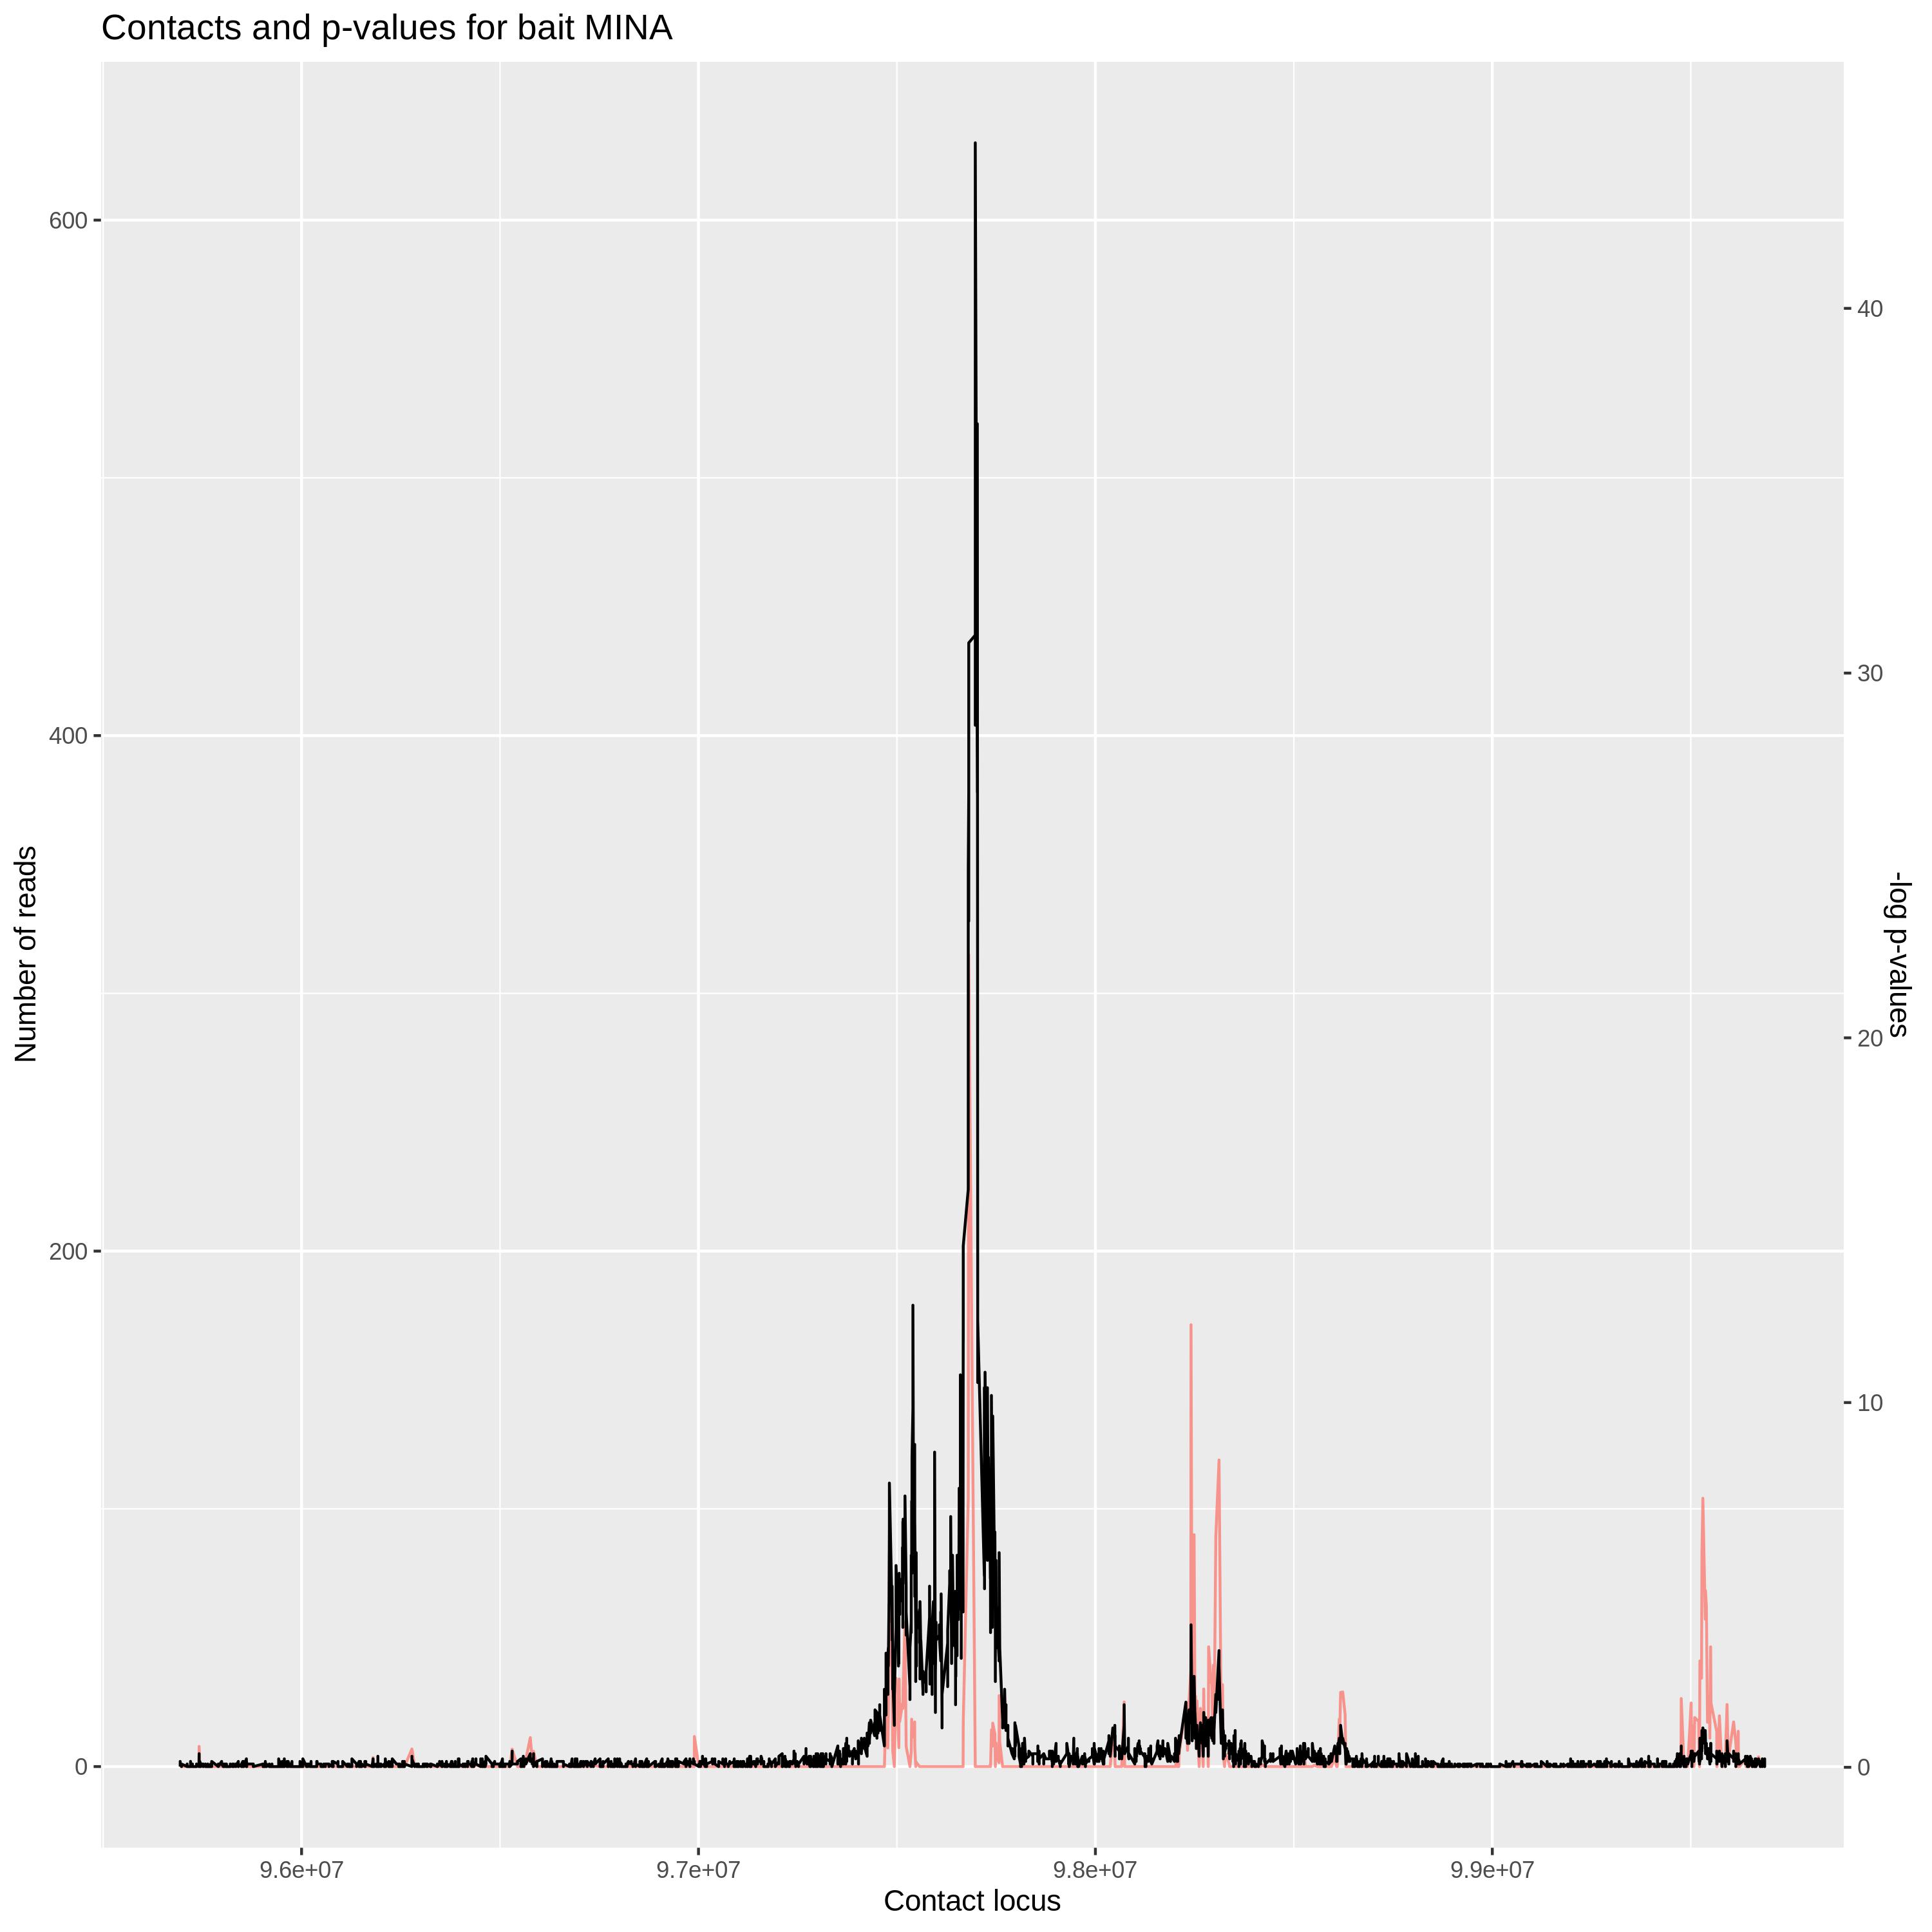 Contacts and p-values for bait MINA
600
400
200
0
40
30
20
10
0
Number of reads
-log p-values
9.6e+07 9.7e+07 9.8e+07 9.9e+07
Contact locus